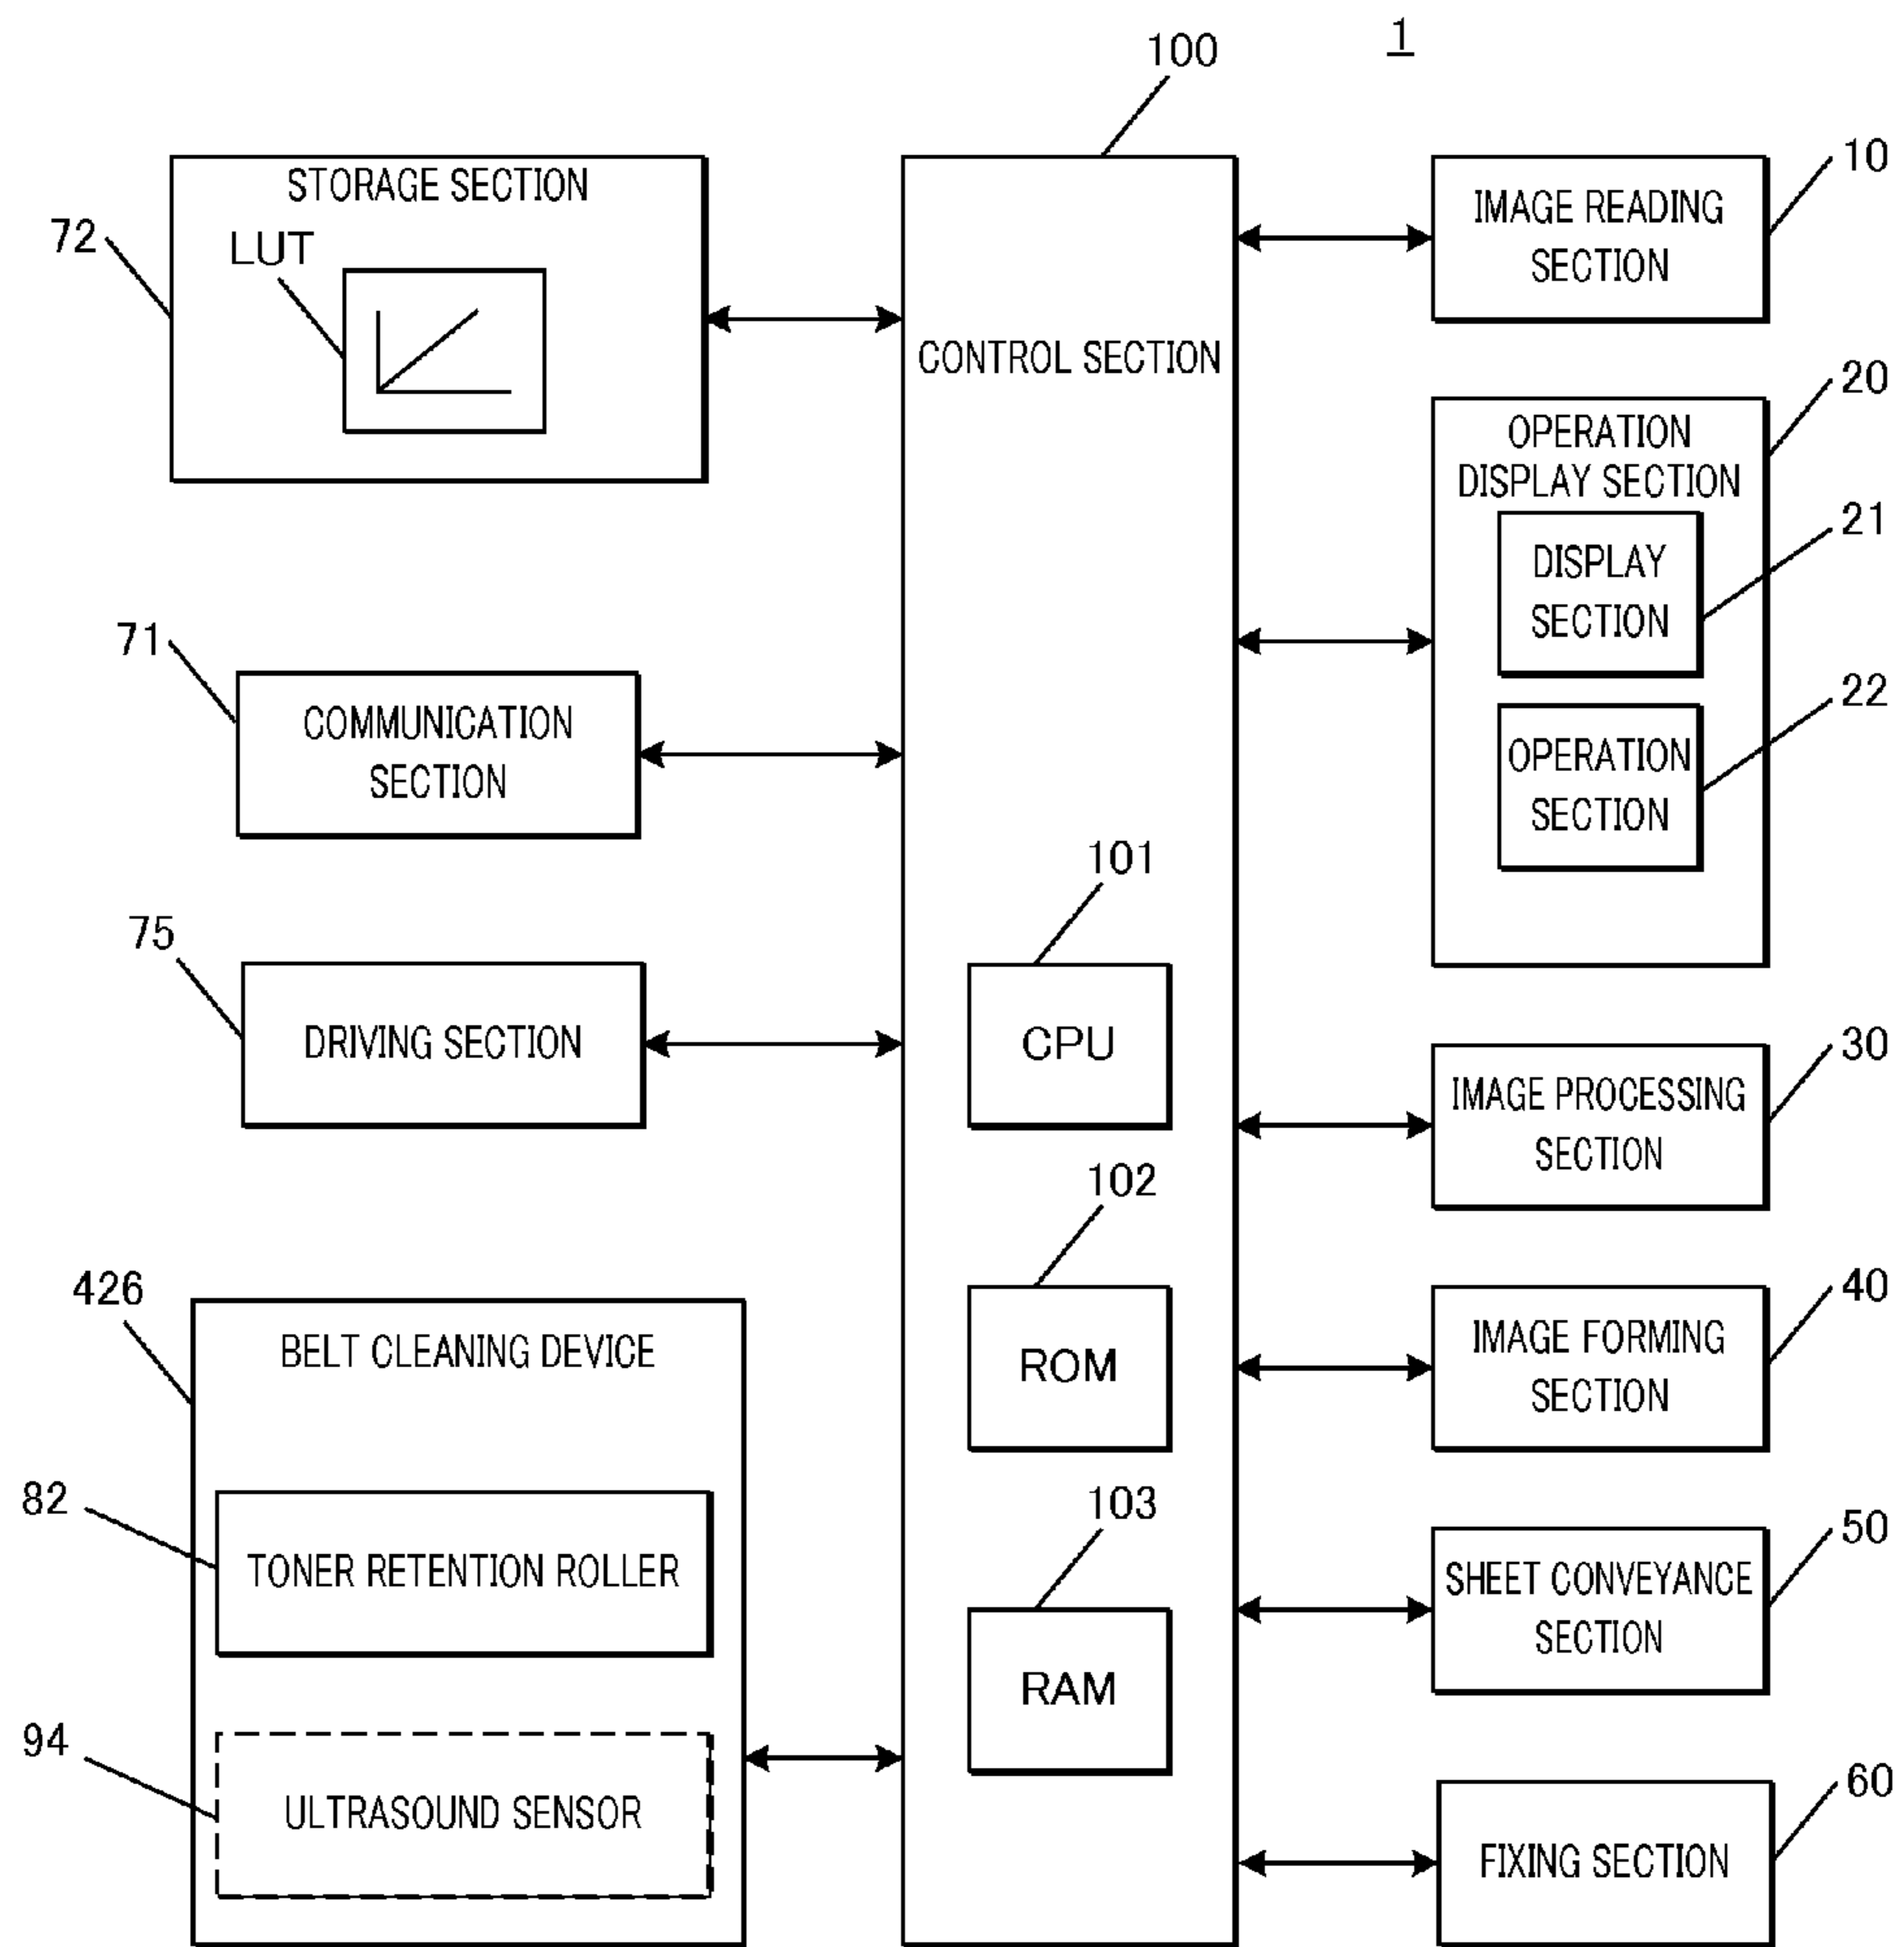 1
100
STORAGE SECTION
72
LUT
CONTROL SECTION
10
IMAGE READING
SECTION
20
OPERATION
DISPLAY SECTION
21
DISPLAY
SECTION
22
OPERATION
SECTION
71
COMMUNICATION
SECTION
75
DRIVING SECTION
101
CPU
30
IMAGE PROCESSING
SECTION
102
ROM
426
BELT CLEANING DEVICE
40
IMAGE FORMING
SECTION
82
TONER RETENTION ROLLER
103
RAM
50
SHEET CONVEYANCE
SECTION
94
ULTRASOUND SENSOR
60
FIXING SECTION